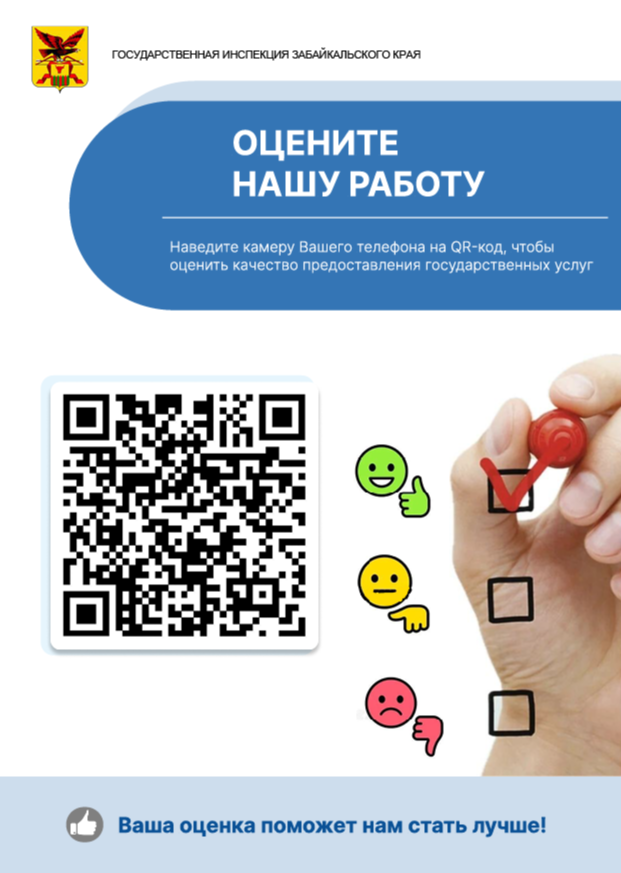 ГОСУДАРСТВЕННАЯ ИНСПЕКЦИЯ ЗАБАЙКАЛЬСКОГО КРАЯ
ОЦЕНИТЕ
НАШУ РАБОТУ
Наведите камеру Вашего телефона на QR-код, чтобы
оценить качество предоставления государственных услуг
Ваша оценка поможет нам стать лучше!